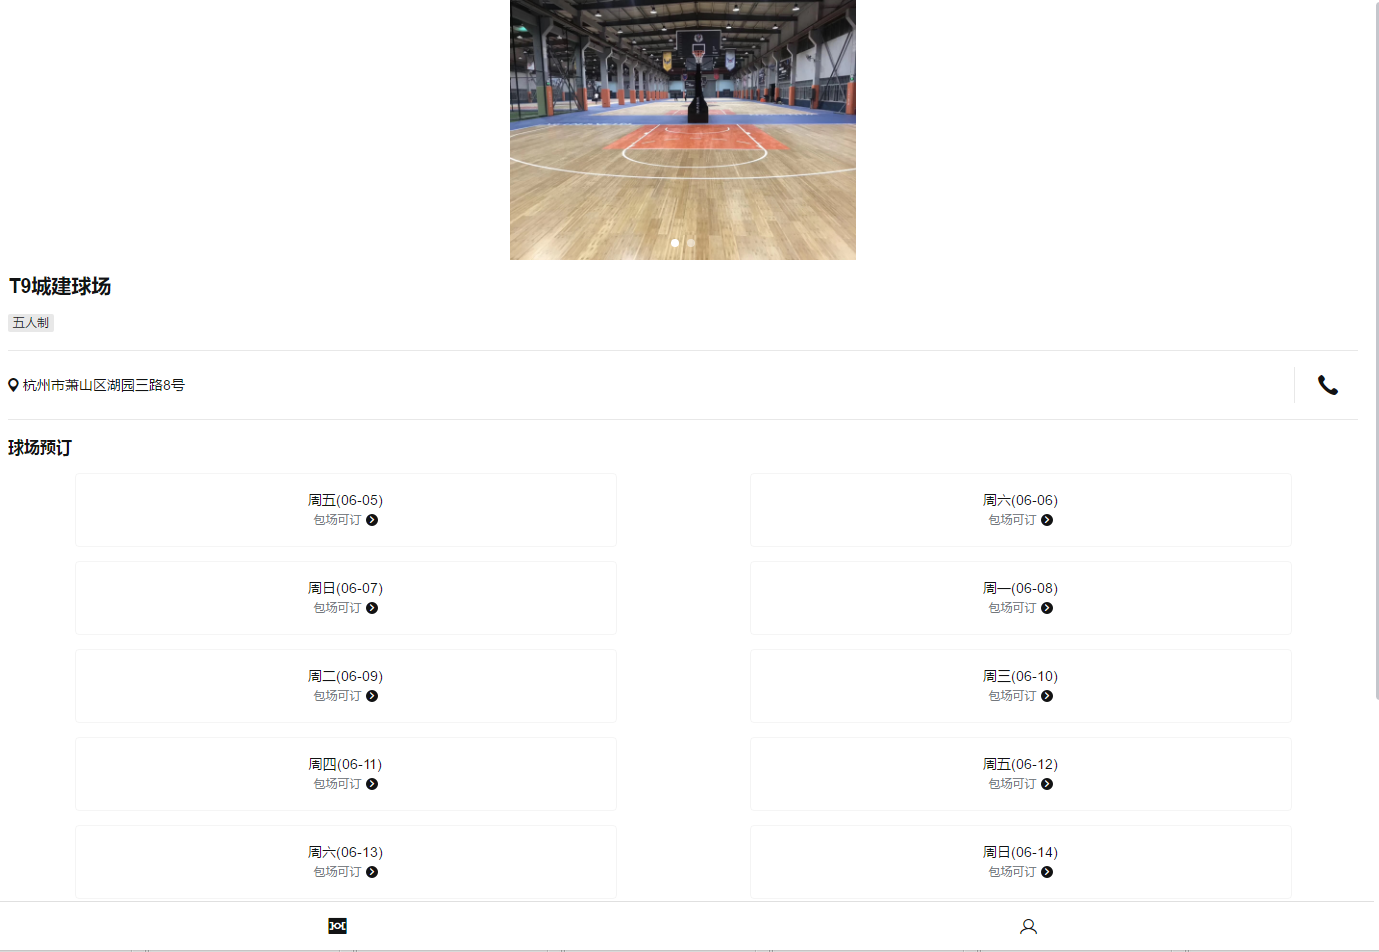 T9城建球场
五人制
杭州市萧山区湖园三路8号
球场预订
周五(06-05)
包场可订
周六(06-06)
包场可订
周日(06-07)
包场可订
周一(06-08)
包场可订
周二(06-09)
包场可订
周三(06-10)
包场可订
周四(06-11)
包场可订
周五(06-12)
包场可订
周六(06-13)
包场可订
周日(06-14)
包场可订